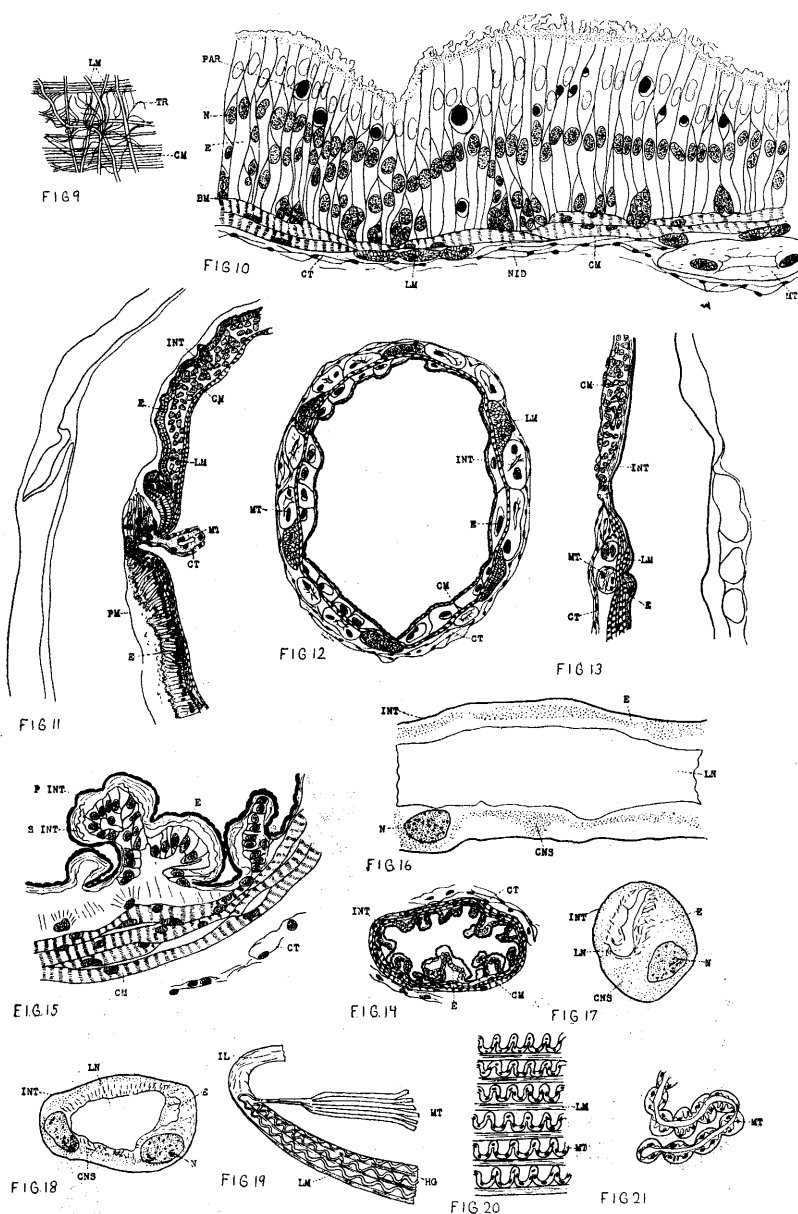 LM
TR
CM
FIG 9
PAR
N
E
BM
FIG 10
CT
LM
NID
CM
MT
INT
E
CM
LM
MT
CT
PM
E
FIG 11
LM
INT
MT
E
CM
CT
FIG 12
CM
INT
MT
LM
CT
E
FIG 13
P INT
S INT
E
CT
CM
FIG.15
INT
E
LN
N
CNS
FIG 16
CT
INT
CM
E
FIG.14
INT
E
LN
N
CNS
FIG 17
LN
INT
E
CNS
N
FIG.18
IL
MT
LM
HG
FIG 19
LM
MT
FIG 20
MT
FIG 21